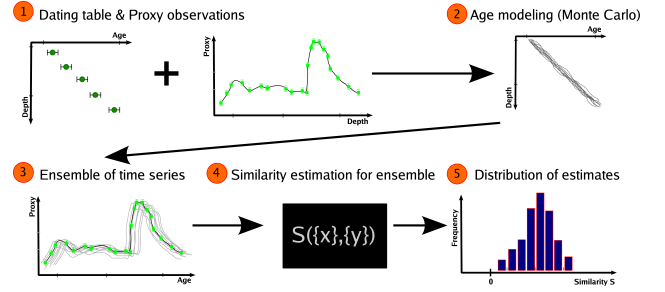 1 Dating table & Proxy observations
2 Age modeling (Monte Carlo)
Age
Depth
+
Proxy
Depth
Age
Depth
3 Ensemble of time series
4 Similarity estimation for ensemble
5 Distribution of estimates
Proxy
Age
S({x},{y})
Frequency
0
Similarity S